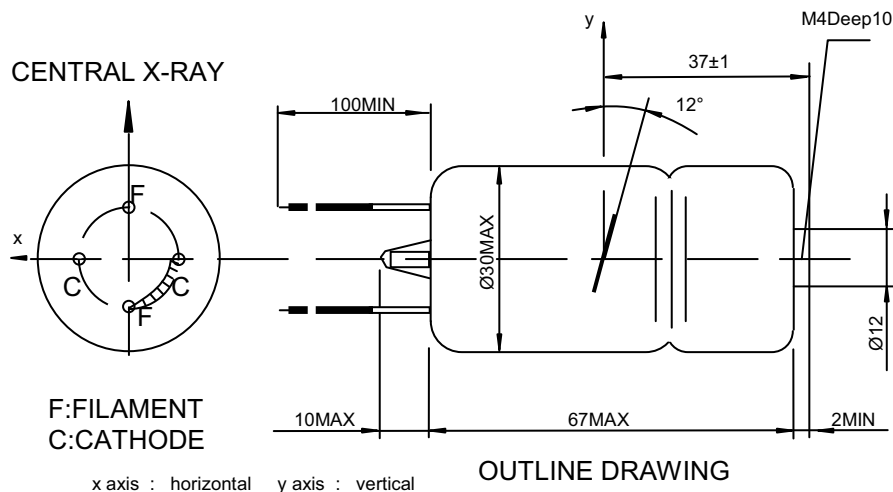 M4Deep10
y
37±1
CENTRAL X-RAY
100MIN
12°
F
x
C
C
F
Ø30MAX
Ø12
F:FILAMENT
C:CATHODE
10MAX
67MAX
2MIN
OUTLINE DRAWING
x axis : horizontal y axis : vertical